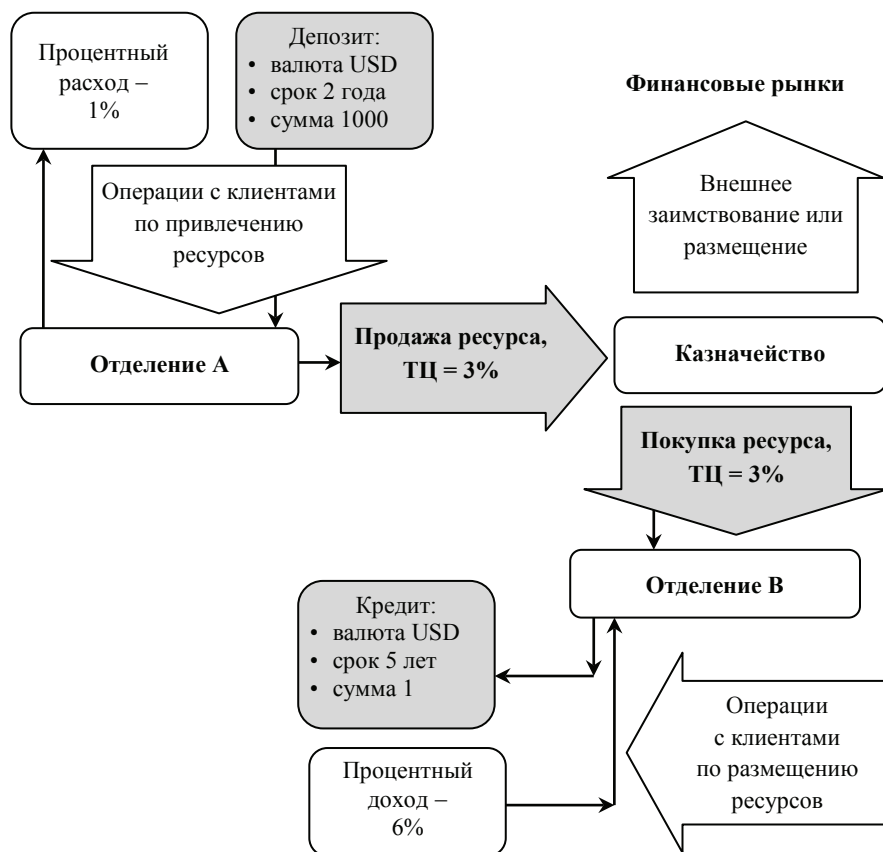 Процентный
расход –
1%
Депозит:
• валюта USD
• срок 2 года
• сумма 1000
Финансовые рынки
Операции с клиентами
по привлечению
ресурсов
Внешнее
заимствование или
размещение
Отделение А
Продажа ресурса,
ТЦ = 3%
Казначейство
Покупка ресурса,
ТЦ = 3%
Отделение В
Кредит:
• валюта USD
• срок 5 лет
• сумма 1
Операции
с клиентами
по размещению
ресурсов
Процентный
доход –
6%